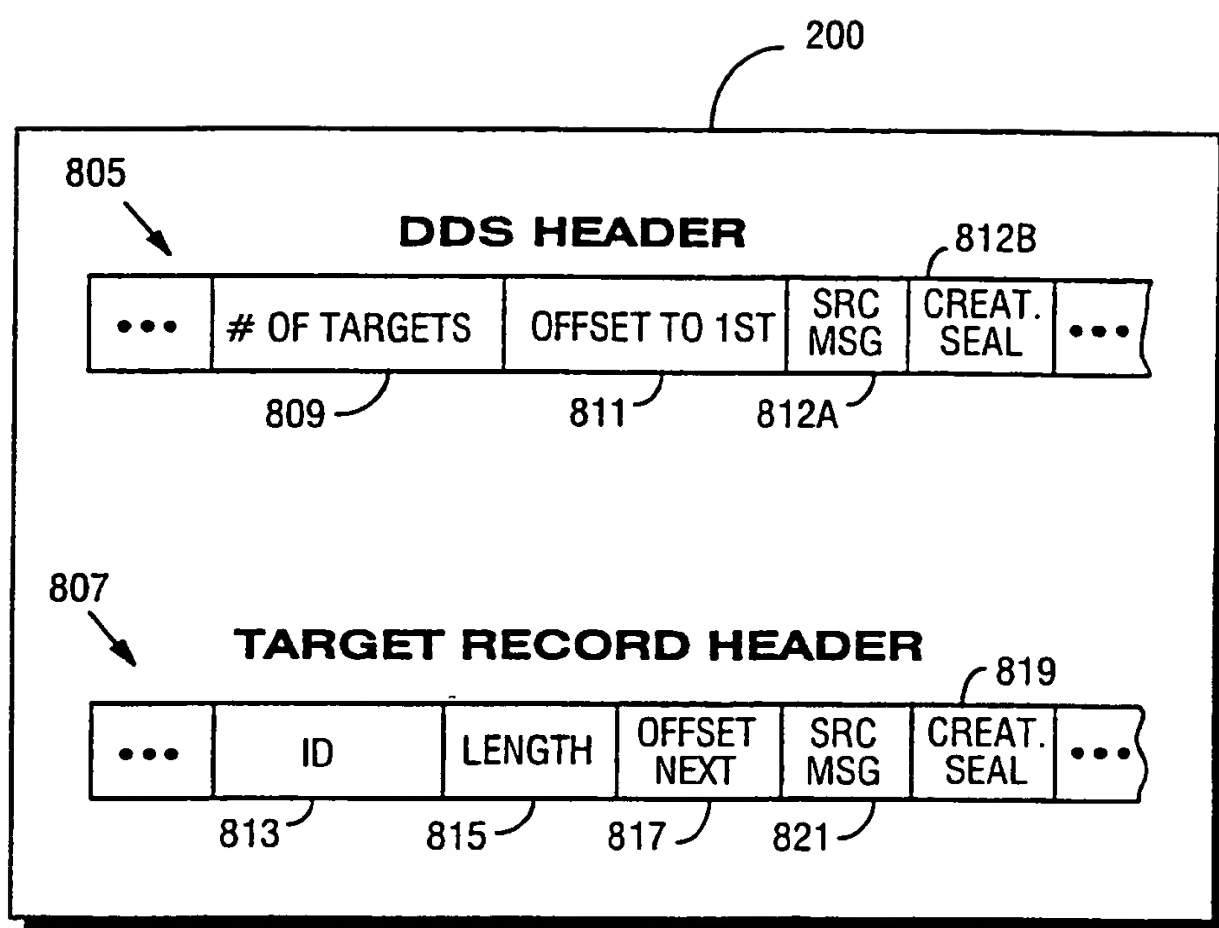 200
805
DDS HEADER
812B
••• # OF TARGETS OFFSET TO 1ST SRC MSG CREAT. SEAL •••
809 811 812A
807
TARGET RECORD HEADER
819
••• ID LENGTH OFFSET NEXT SRC MSG CREAT. SEAL •••
813 815 817 821